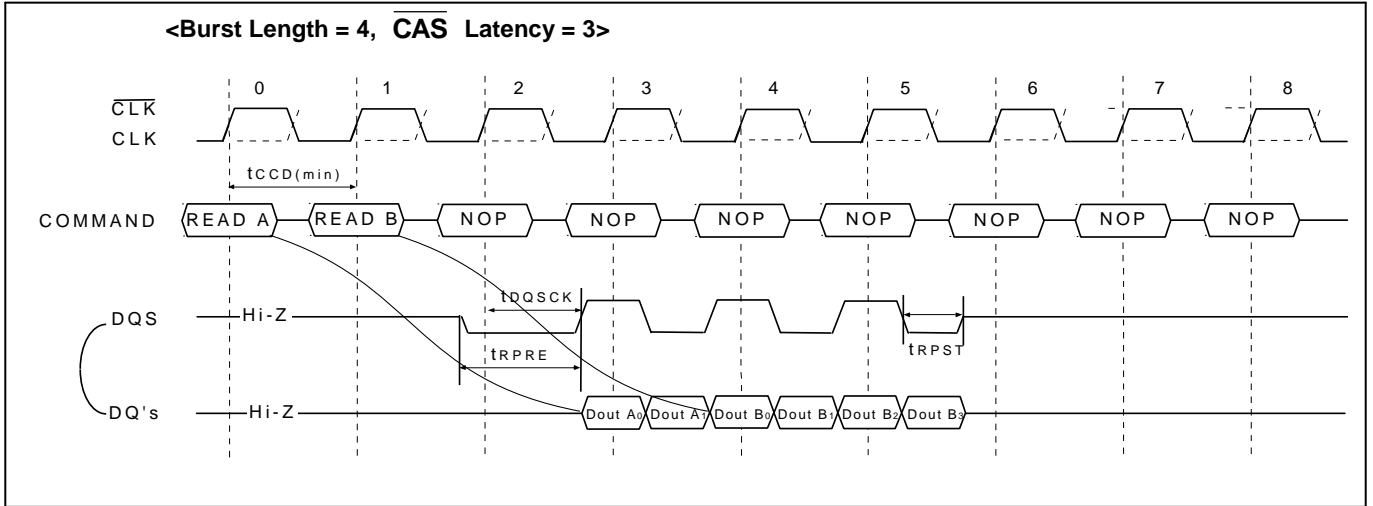 <Burst Length = 4, CAS Latency = 3>
0 1 2 3 4 5 6 7 8
CLK
CLK
tCCD(min)
COMMAND READ A READ B NOP NOP NOP NOP NOP NOP NOP
tDQSCK
DQS Hi-Z
tRPRE
tRPST
DQ's Hi-Z Dout A0 Dout A1 Dout B0 Dout B1 Dout B2 Dout B3